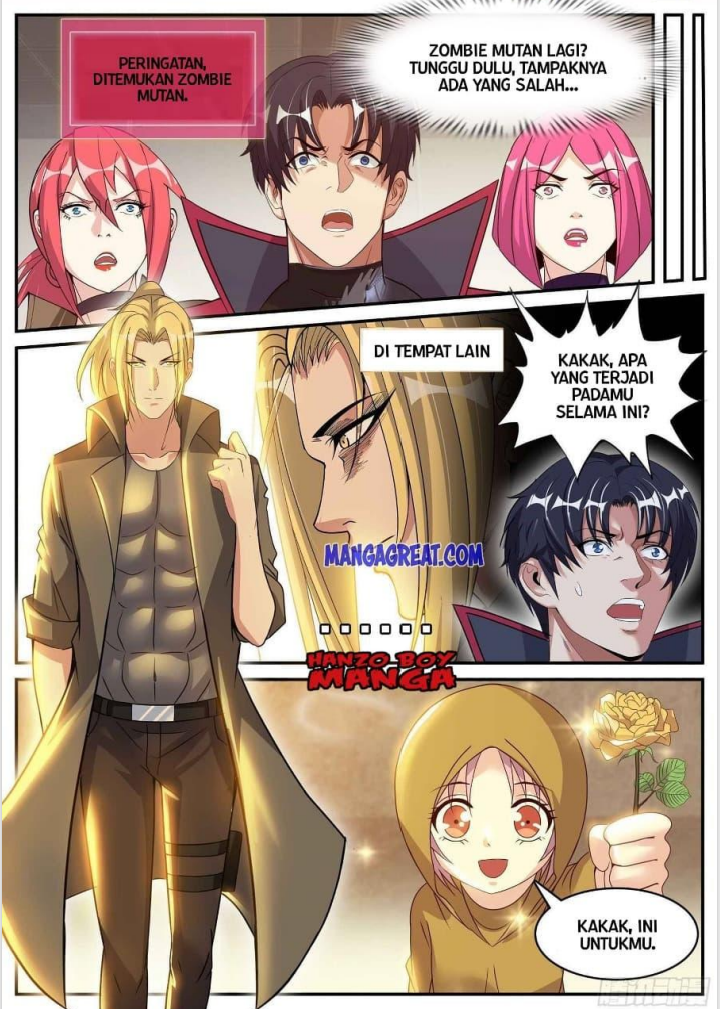 PERINGATAN,
DITEMUKAN ZOMBIE
MUTAN.
ZOMBIE MUTAN LAGI?
TUNGGU DULU, TAMPAKNYA
ADA YANG SALAH...
DI TEMPAT LAIN
KAKAK, APA
YANG TERJADI
PADAMU
SELAMA INI?
MANGAGREAT.COM
......
HANZO BOY
MANGA
KAKAK, INI
UNTUKMU.